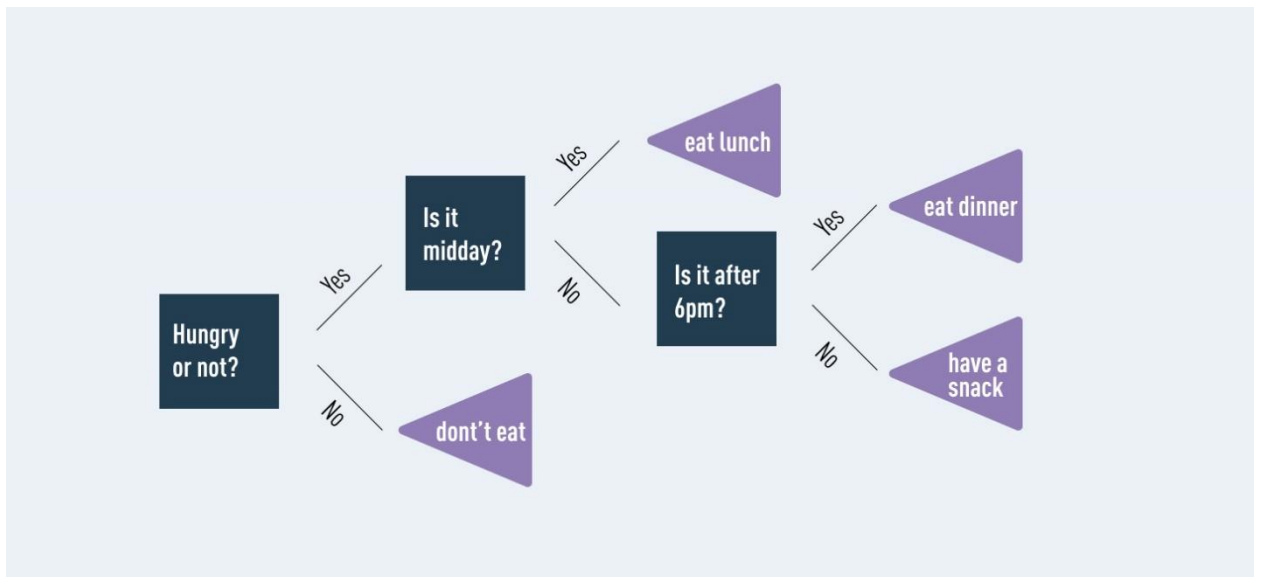 Hungry
or not?
Yes
No
Is it
midday?
dont't eat
Yes
No
eat lunch
Is it after
6pm?
Yes
No
eat dinner
have a
snack